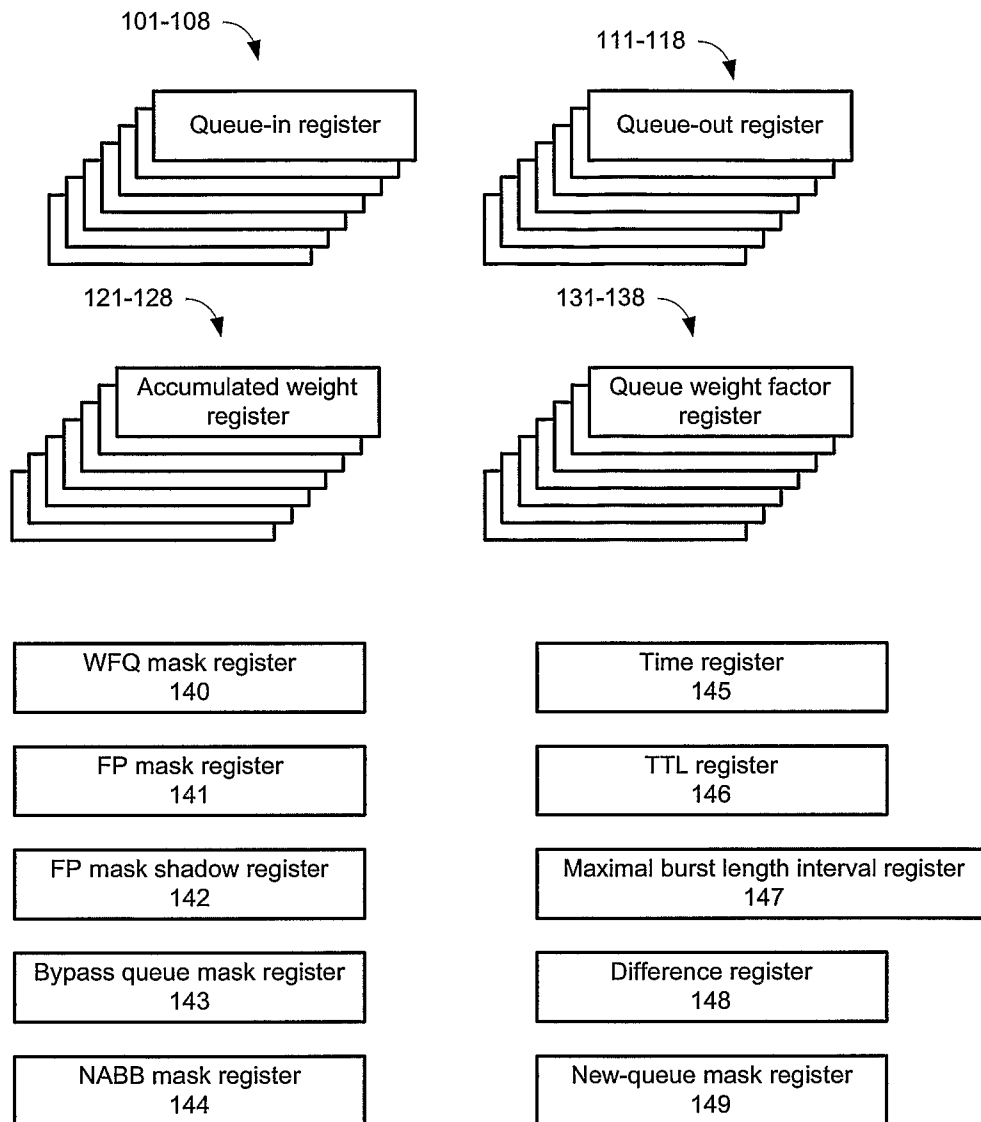 101-108
111-118
Queue-in register
Queue-out register
121-128
131-138
Accumulated weight
register
Queue weight factor
register
WFQ mask register
140
Time register
145
FP mask register
141
TTL register
146
FP mask shadow register
142
Maximal burst length interval register
147
Bypass queue mask register
143
Difference register
148
NABB mask register
144
New-queue mask register
149